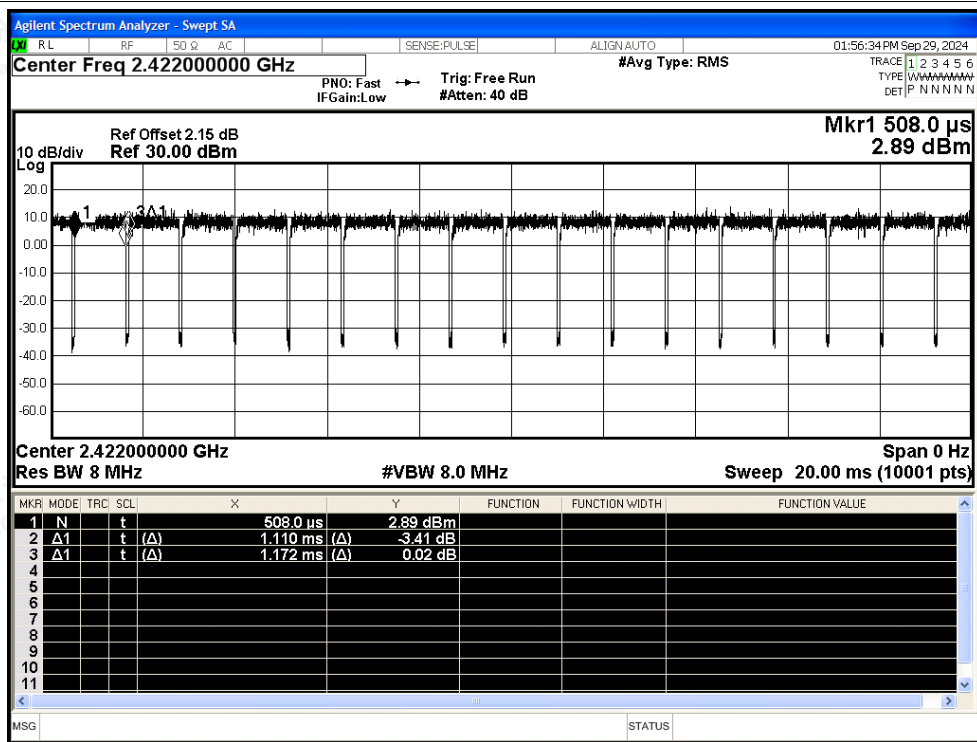 Agilent Spectrum Analyzer - Swept SA
LXI RL RF 50 Ω AC SENSE:PULSE ALIGN AUTO 01:56:34 PM Sep 29, 2024
Center Freq 2.422000000 GHz
PNO: Fast
IFGain:Low
Trig: Free Run
#Atten: 40 dB
#Avg Type: RMS
TRACE 1 2 3 4 5 6
TYPE
DET P N N N N N
Mkr1 508.0 µs
2.89 dBm
Ref Offset 2.15 dB
10 dB/div Ref 30.00 dBm
Log
20.0
10.0
0.00
-10.0
-20.0
-30.0
-40.0
-50.0
-60.0
1 3Δ1
Center 2.422000000 GHz Span 0 Hz
Res BW 8 MHz #VBW 8.0 MHz Sweep 20.00 ms (10001 pts)
MKR MODE TRC SCL X Y FUNCTION FUNCTION WIDTH FUNCTION VALUE
1 N t 508.0 µs 2.89 dBm
2 Δ1 t (Δ) 1.110 ms (Δ) -3.41 dB
3 Δ1 t (Δ) 1.172 ms (Δ) 0.02 dB
4
5
6
7
8
9
10
11
MSG STATUS